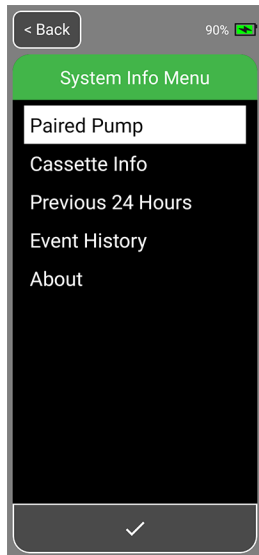 < Back
90%
System Info Menu
Paired Pump
Cassette Info
Previous 24 Hours
Event History
About